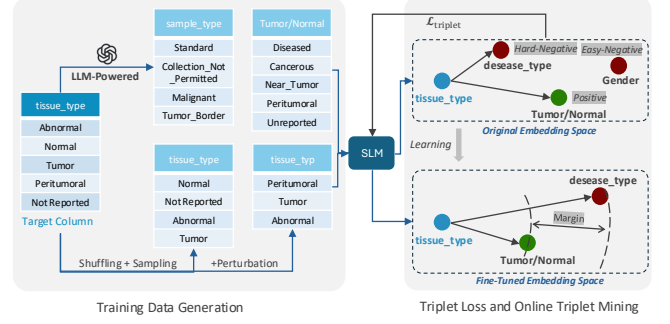 sample_type
Standard
Collection_Not
_Permitted
Malignant
Tumor_Border
Tumor/Normal
Diseased
Cancerous
Near_Tumor
Peritumoral
Unreported
LLM-Powered
tissue_type
Abnormal
Normal
Tumor
Peritumoral
Not Reported
Target Column
tissue_type
Normal
Not Reported
Abnormal
Tumor
tissue_typ
Peritumoral
Tumor
Abnormal
Shuffling + Sampling
+Perturbation
Training Data Generation
SLM
ℒtriplet
Hard-Negative
Easy-Negative
desease_type
Gender
tissue_type
Positive
Tumor/Normal
Original Embedding Space
Learning
desease_type
Margin
tissue_type
Tumor/Normal
Fine-Tuned Embedding Space
Triplet Loss and Online Triplet Mining